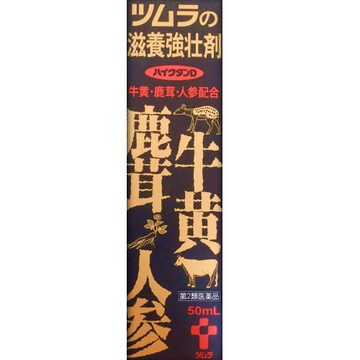 ツムラの
滋養強壮剤
ハイクタンD
牛黄・鹿茸・人参配合
牛黄
鹿茸
人参
第2類医薬品
50mL
ツムラ